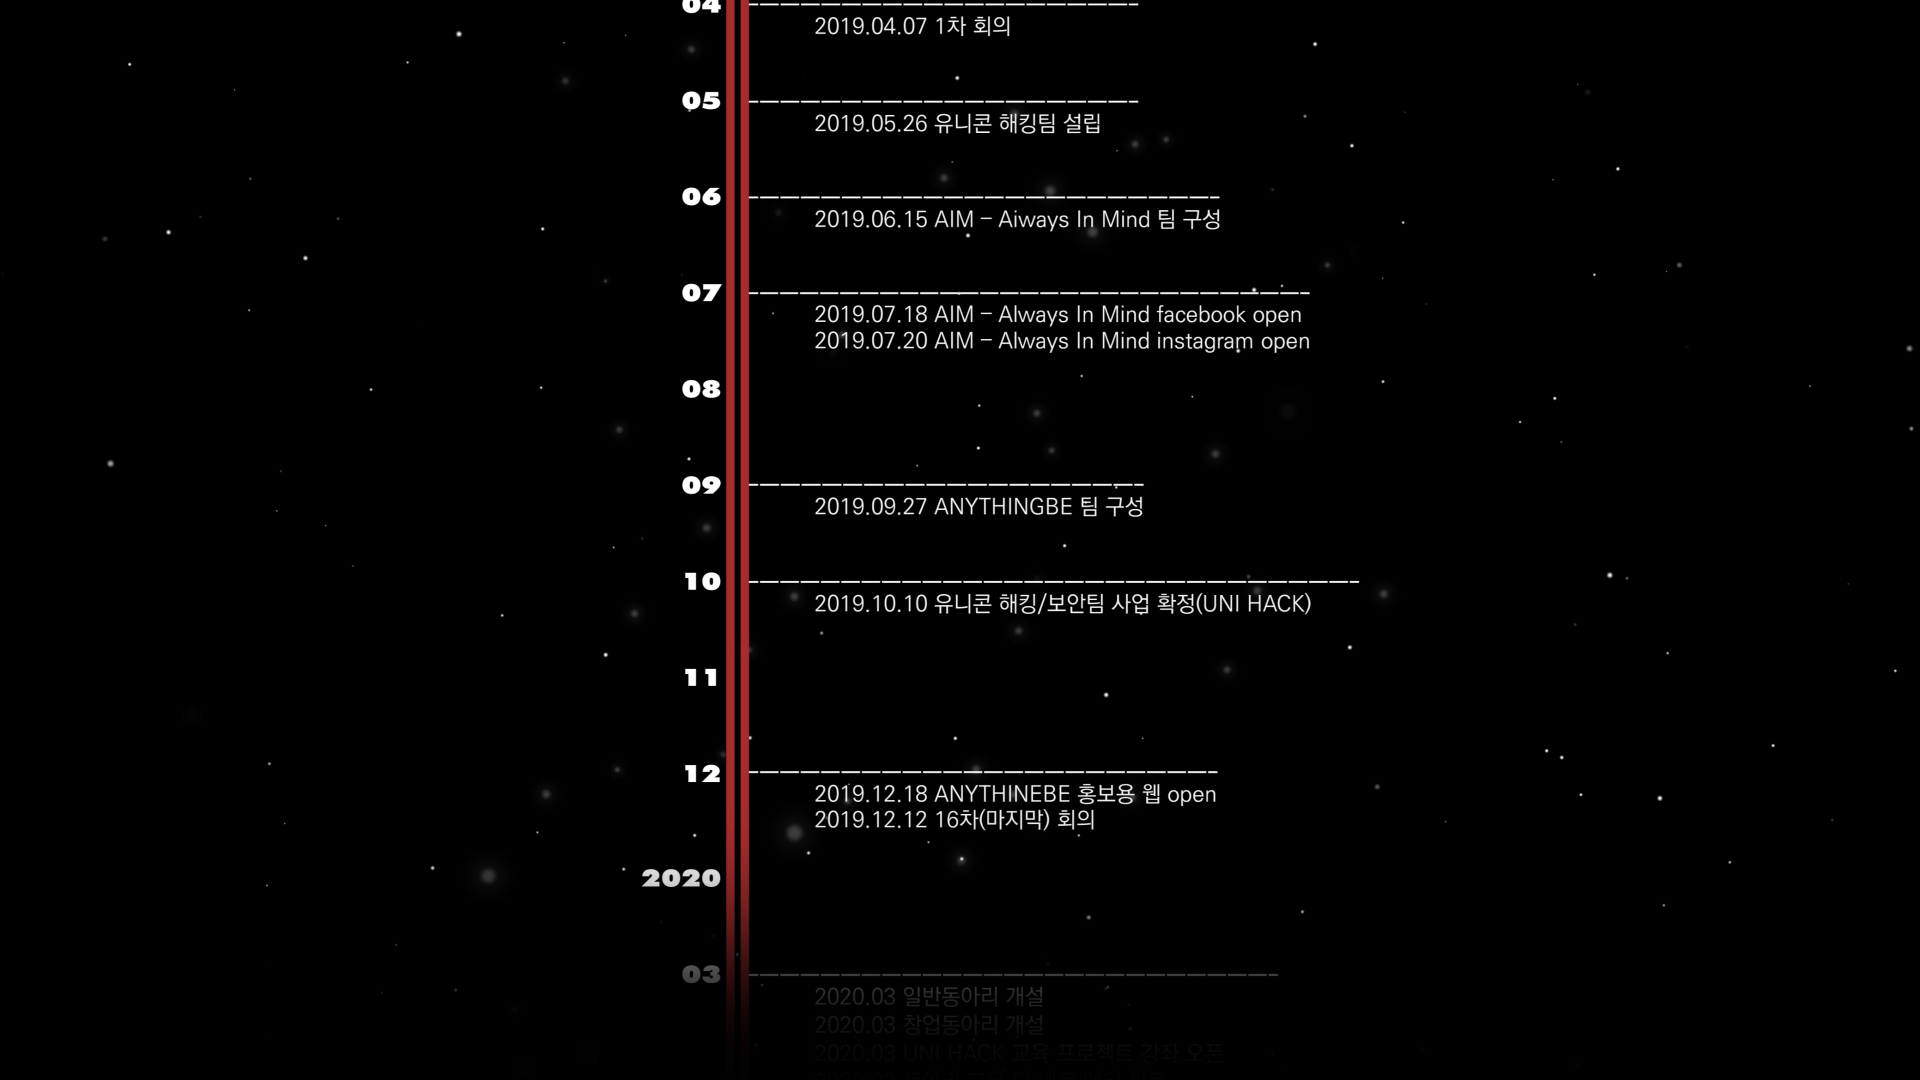 04
2019.04.07 1차 회의
05
2019.05.26 유니콘 해킹팀 설립
06
2019.06.15 AIM - Aiways In Mind 팀 구성
07
2019.07.18 AIM - Always In Mind facebook open
2019.07.20 AIM - Always In Mind instagram open
08
09
2019.09.27 ANYTHINGBE 팀 구성
10
2019.10.10 유니콘 해킹/보안팀 사업 확정(UNI HACK)
11
12
2019.12.18 ANYTHINEBE 홍보용 웹 open
2019.12.12 16차(마지막) 회의
2020
03
2020.03 일반동아리 개설
2020.03 창업동아리 개설
2020.03 UNI HACK 교육 프로젝트 강좌 오픈